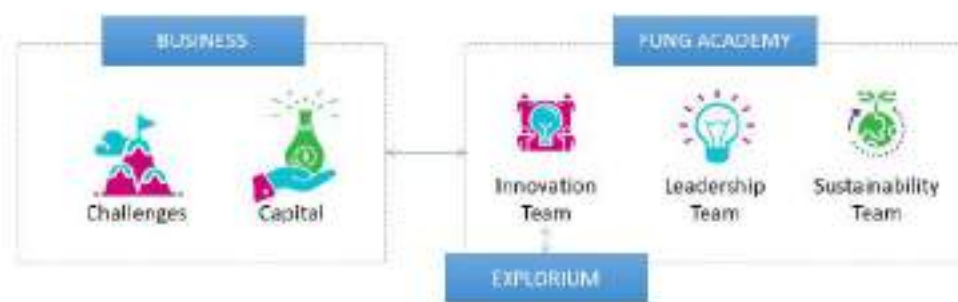 BUSINESS
FUNG ACADEMY
Challenges
Capital
Innovation
Team
Leadership
Team
Sustainability
Team
EXPLORIUM